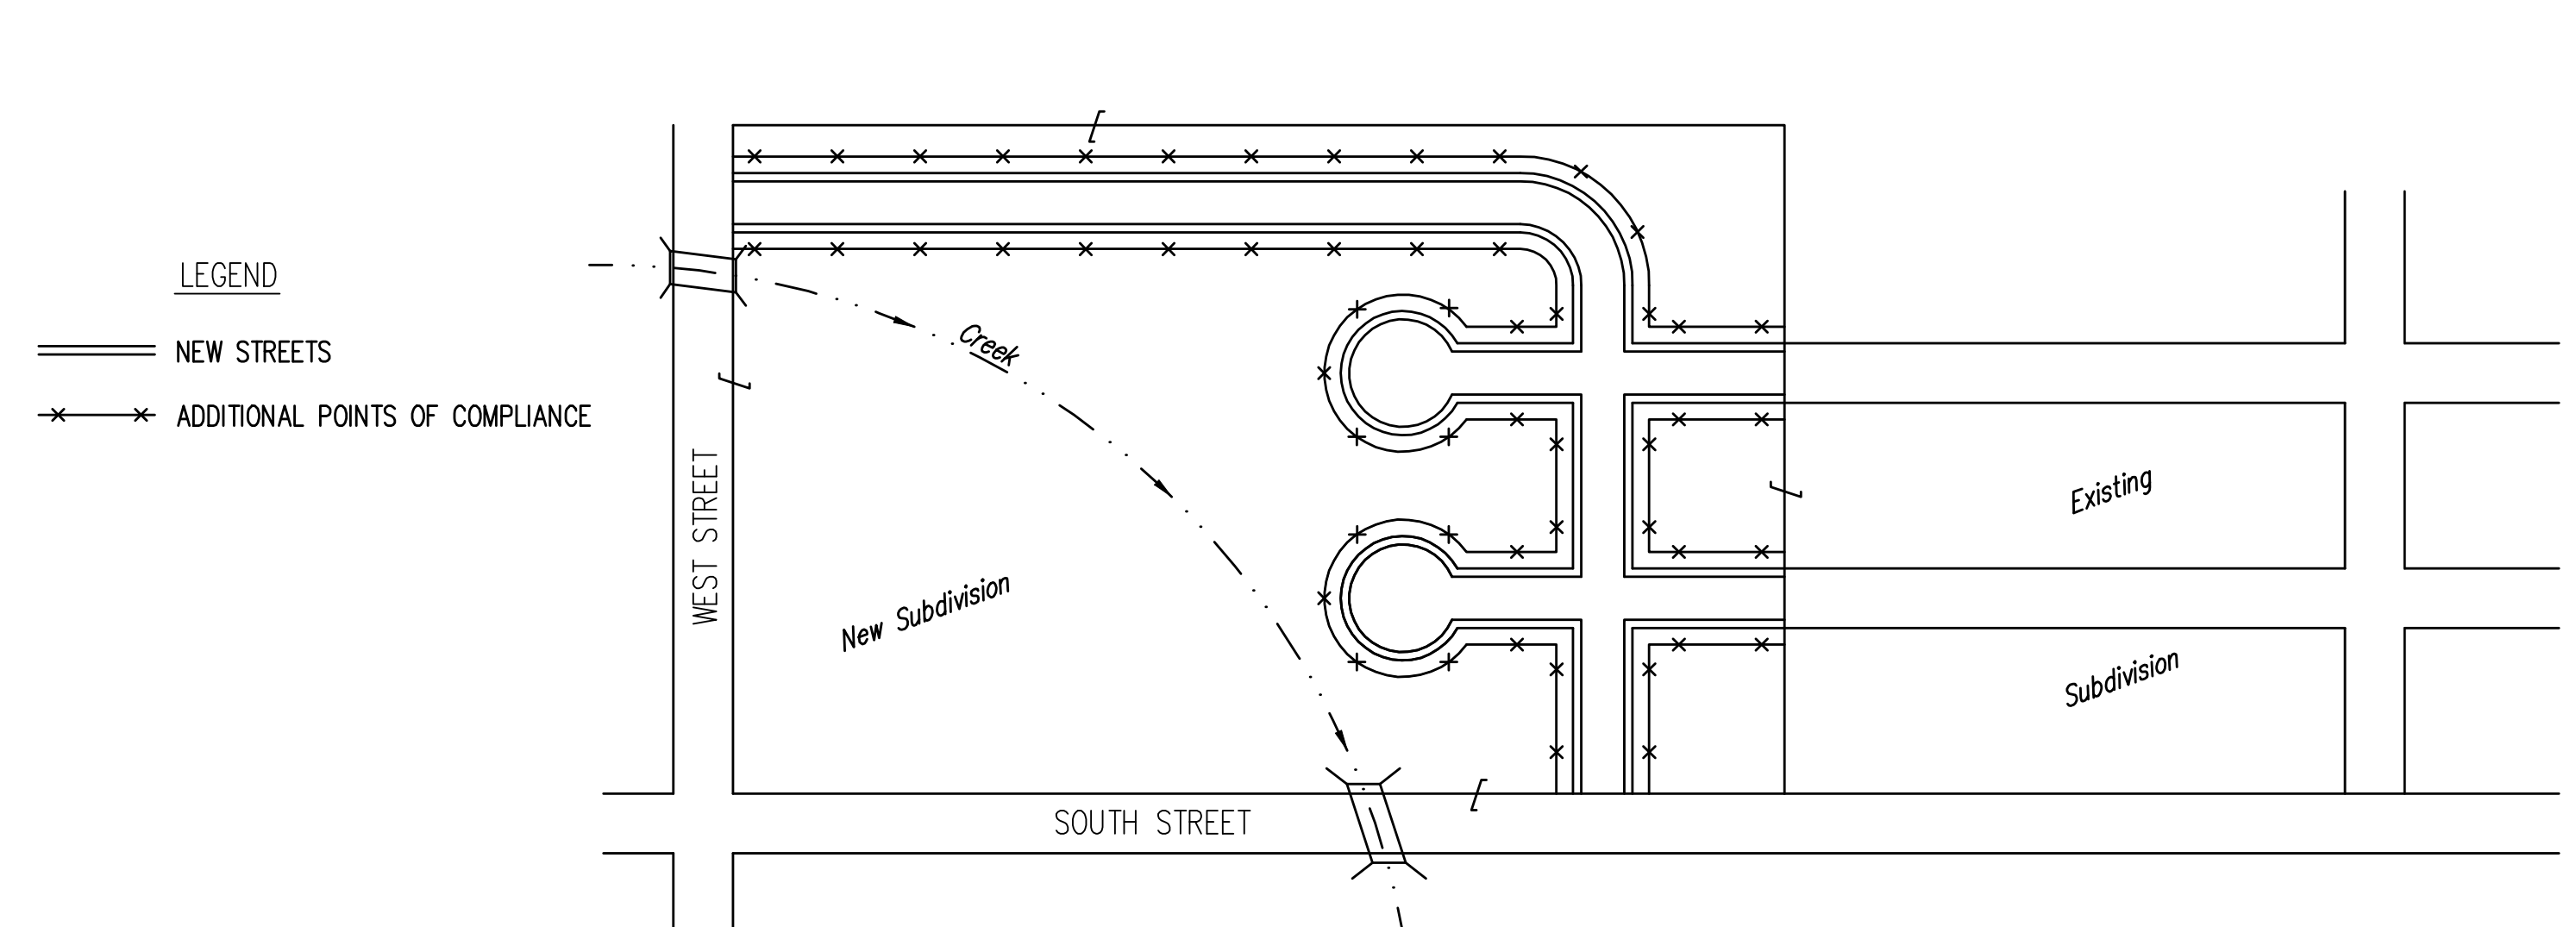 LEGEND
NEW STREETS
ADDITIONAL POINTS OF COMPLIANCE
Creek
WEST STREET
New Subdivision
Existing
Subdivision
SOUTH STREET